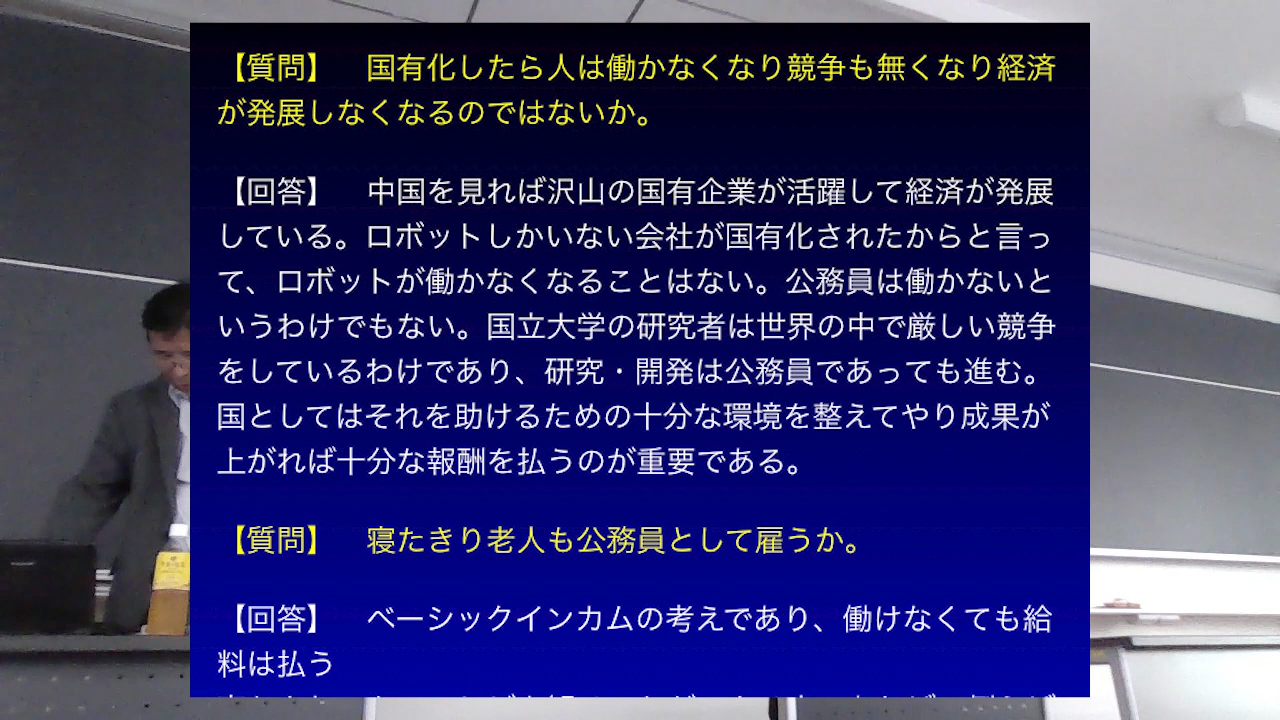 【質問】　国有化したら人は働かなくなり競争も無くなり経済
が発展しなくなるのではないか。
【回答】　中国を見れば沢山の国有企業が活躍して経済が発展
している。ロボットしかいない会社が国有化されたからと言っ
て、ロボットが働かなくなることはない。公務員は働かないと
いうわけでもない。国立大学の研究者は世界の中で厳しい競争
をしているわけであり、研究・開発は公務員であっても進む。
国としてはそれを助けるための十分な環境を整えてやり成果が
上がれば十分な報酬を払うのが重要である。
【質問】　寝たきり老人も公務員として雇うか。
【回答】　ベーシックインカムの考えであり、働けなくても給
料は払う